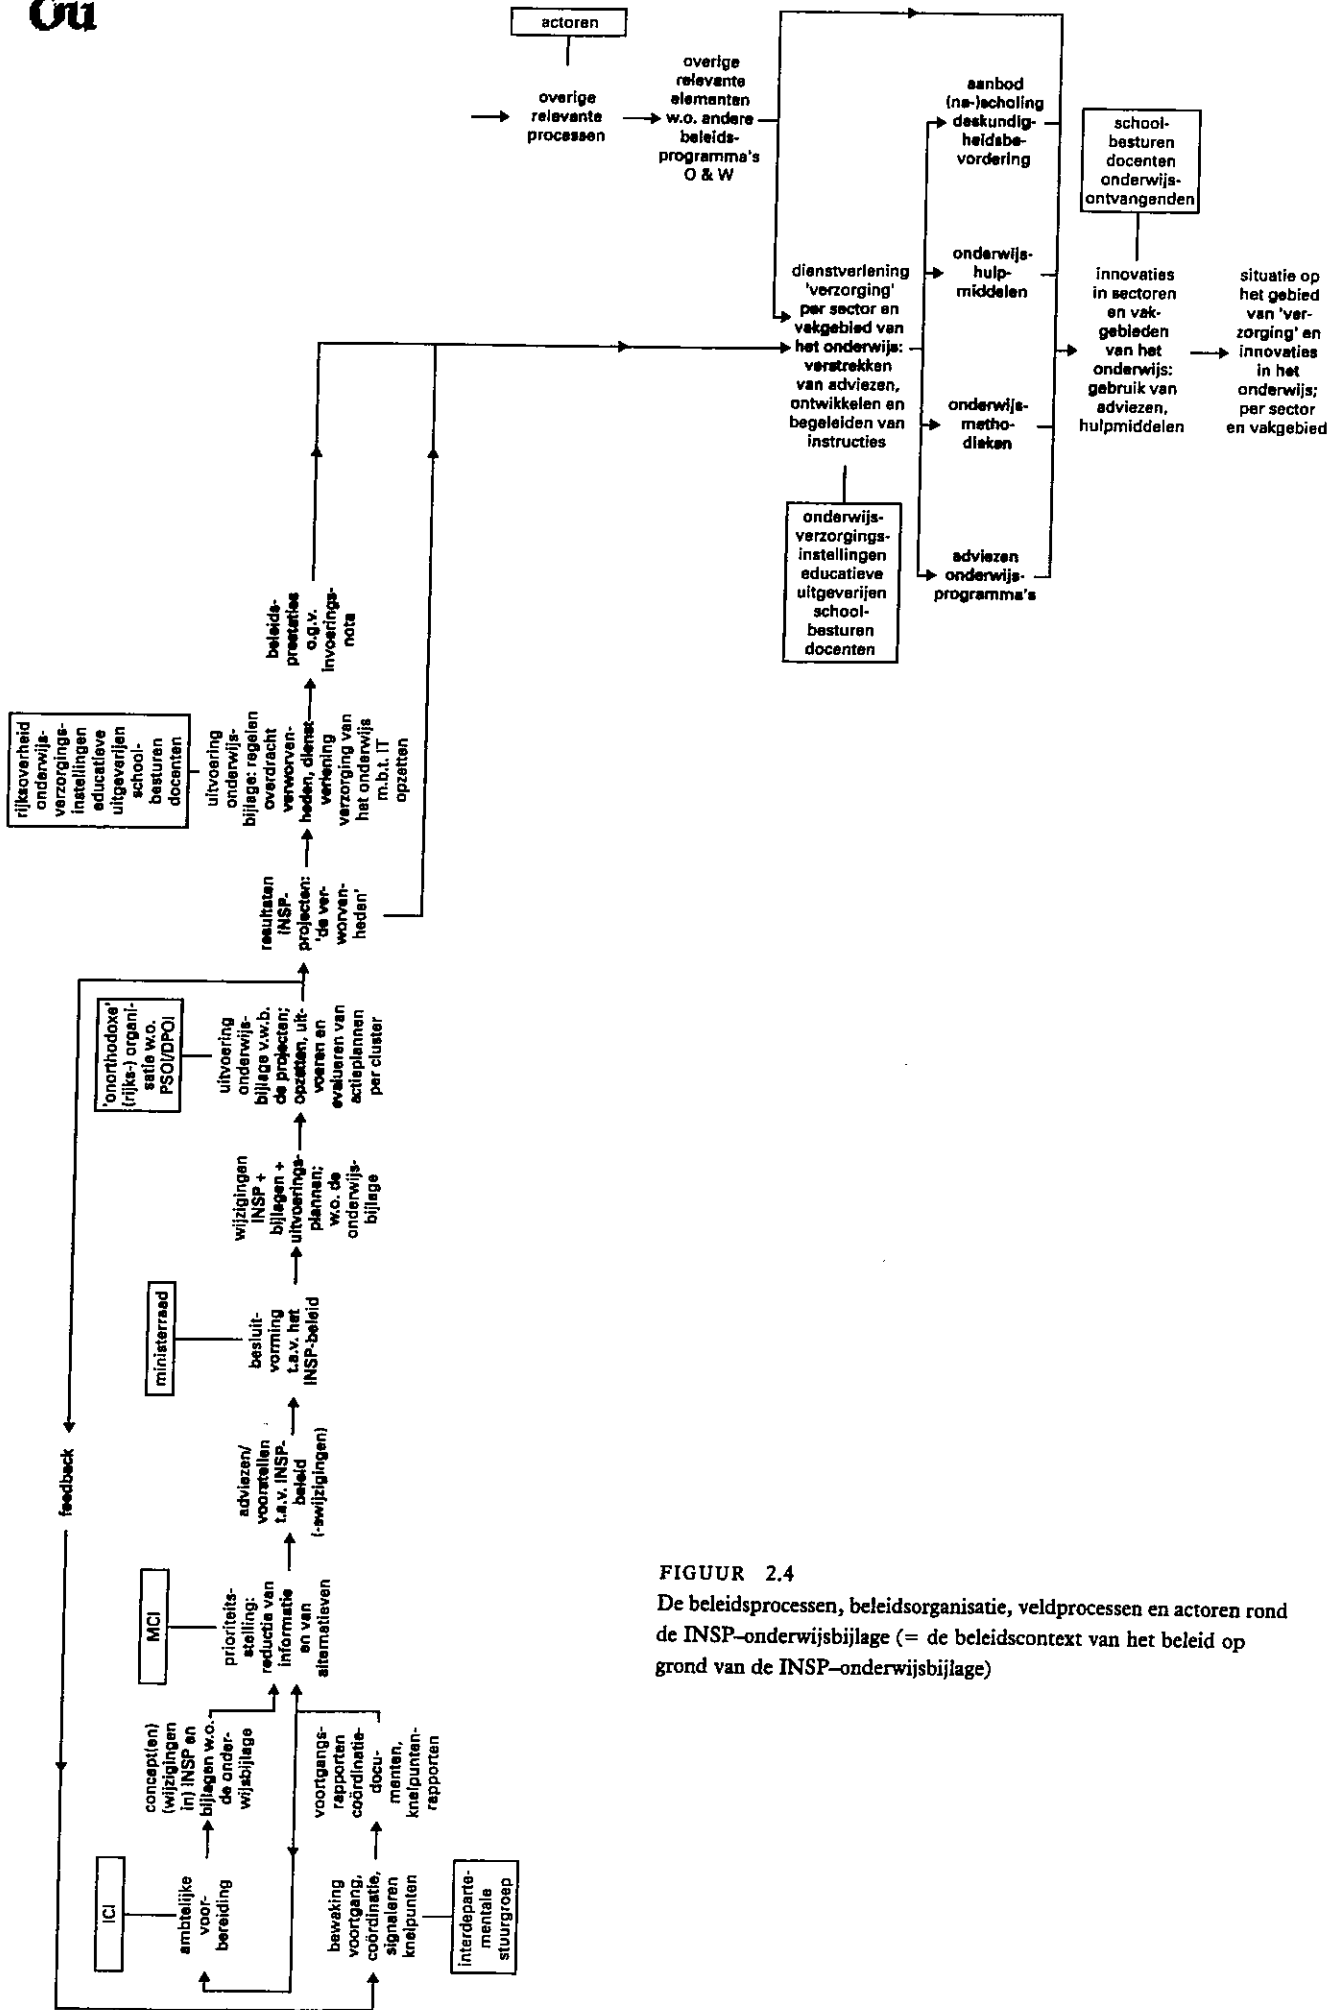 Ou
actoren
overige
relevante
processen
overige
relevante
elementen
w.o. andere
beleids-
programma's
O & W
aanbod
(na-)scholing
deskundig-
heidsbe-
vordering
school-
besturen
docenten
onderwijs-
ontvangenden
dienstverlening
'verzorging'
per sector en
vakgebied van
het onderwijs:
verstrekken
van adviezen,
ontwikkelen en
begeleiden van
instructies
onderwijs-
hulp-
middelen
innovaties
in sectoren
en vak-
gebieden
van het
onderwijs:
gebruik van
adviezen,
hulpmiddelen
situatie op
het gebied
van 'ver-
zorging' en
innovaties
in het
onderwijs;
per sector
en vakgebied
onderwijs-
metho-
dieken
onderwijs-
verzorgings-
instellingen
educatieve
uitgeverijen
school-
besturen
docenten
adviezen
onderwijs-
programma's
beleids-
prestaties
o.g.v.
invoerings-
nota
rijksoverheid
onderwijs-
verzorgings-
instellingen
educatieve
uitgeverijen
school-
besturen
docenten
uitvoering
onderwijs-
bijlage: regelen
overdracht
verworven-
heden, dienst-
verlening
verzorging van
het onderwijs
m.b.t. IT
opzetten
resultaten
INSP-
projecten:
'de ver-
worven-
heden'
'onorthodoxe'
(rijks-) organi-
satie w.o.
PSOI/DPOI
uitvoering
onderwijs-
bijlage v.w.b.
de projecten;
opzetten, uit-
voeren en
evalueren van
actieplannen
per cluster
wijzigingen
INSP +
bijlagen +
uitvoerings-
plannen;
w.o. de
onderwijs-
bijlage
ministerraad
besluit-
vorming
t.a.v. het
INSP-beleid
feedback
adviezen/
voorstellen
t.a.v. INSP-
beleid
(-swijzigingen)
MCI
prioriteits-
stelling:
reductie van
informatie
en van
alternatieven
concept(en)
(wijzigingen
in) INSP en
bijlagen w.o.
de onder-
wijsbijlage
voortgangs-
rapporten
coördinatie-
docu-
menten,
knelpunten-
rapporten
ICI
ambtelijke
voor-
bereiding
bewaking
voortgang,
coördinatie,
signaleren
knelpunten
interdeparte-
mentale
stuurgroep
FIGUUR 2.4
De beleidsprocessen, beleidsorganisatie, veldprocessen en actoren rond
de INSP–onderwijsbijlage (= de beleidscontext van het beleid op
grond van de INSP–onderwijsbijlage)